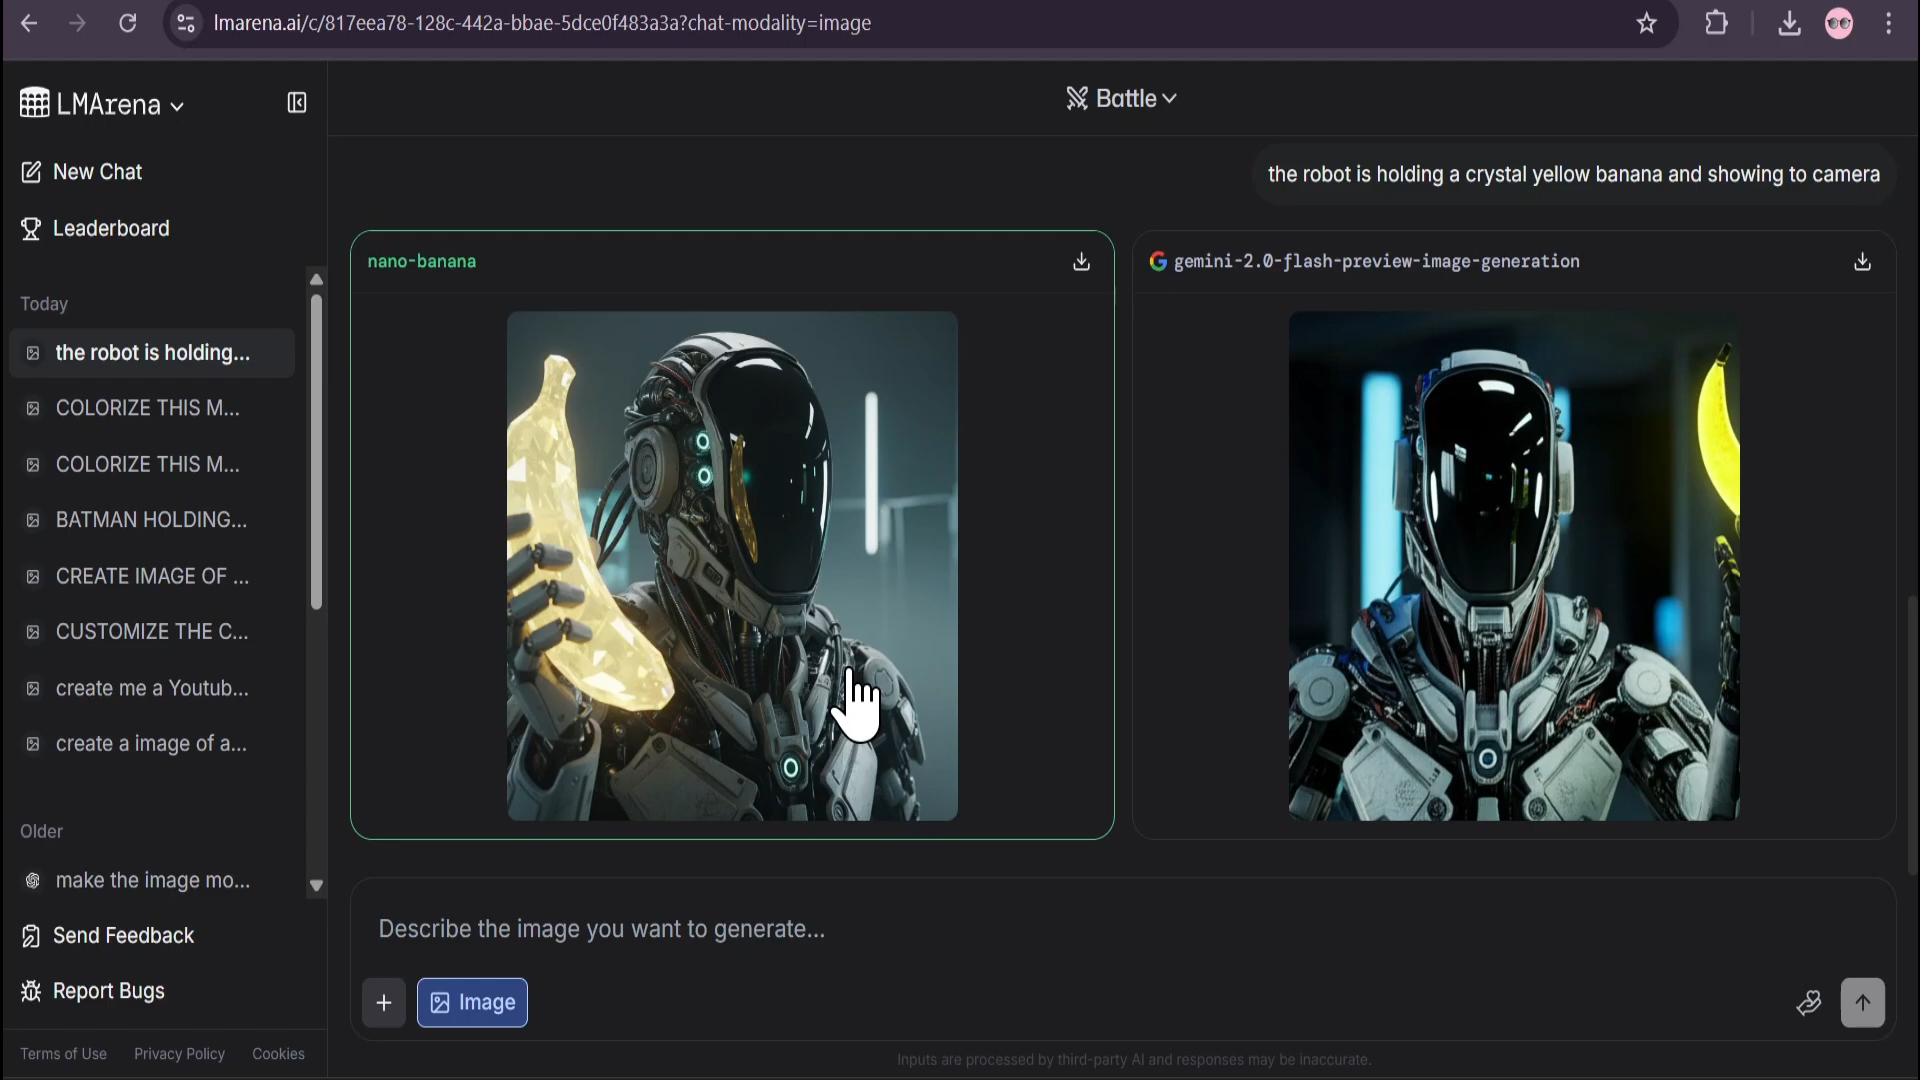 lmarena.ai/c/817eea78-128c-442a-bbae-5dce0f483a3a?chat-modality=image
LMArena
New Chat
Leaderboard
Today
the robot is holding...
COLORIZE THIS M...
COLORIZE THIS M...
BATMAN HOLDING...
CREATE IMAGE OF ...
CUSTOMIZE THE C...
create me a Youtub...
create a image of a...
Older
make the image mo...
Send Feedback
Report Bugs
Terms of Use Privacy Policy Cookies
Battle
the robot is holding a crystal yellow banana and showing to camera
nano-banana
gemini-2.0-flash-preview-image-generation
Describe the image you want to generate...
Image
Inputs are processed by third-party AI and responses may be inaccurate.